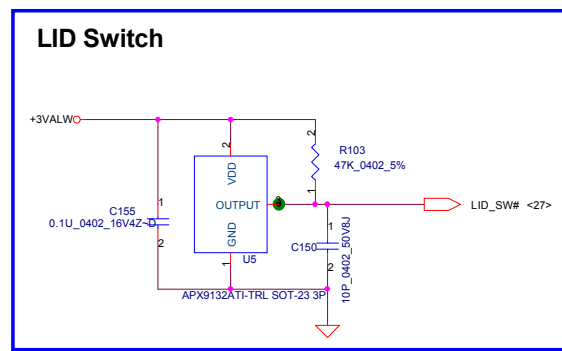 LID Switch
+3VALW
2
VDD
OUTPUT
3
GND
1
U5
APX9132ATI-TRL SOT-23 3P
C155
0.1U_0402_16V4Z~D
1
2
2
R103
47K_0402_5%
1
LID_SW# <27>
1
C150
2
10P_0402_50V8J